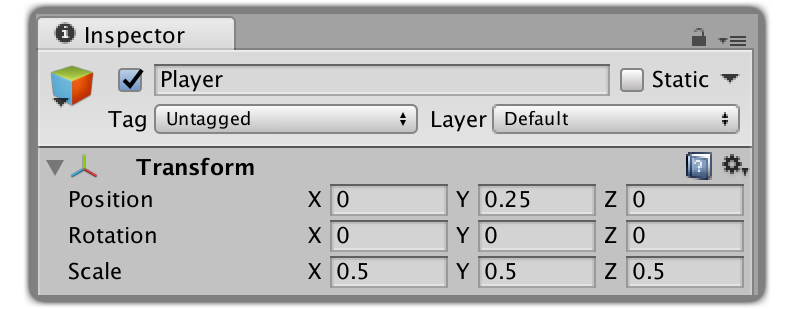 Inspector
Player Static
Tag Untagged Layer Default
Transform
Position X 0 Y 0.25 Z 0
Rotation X 0 Y 0 Z 0
Scale X 0.5 Y 0.5 Z 0.5